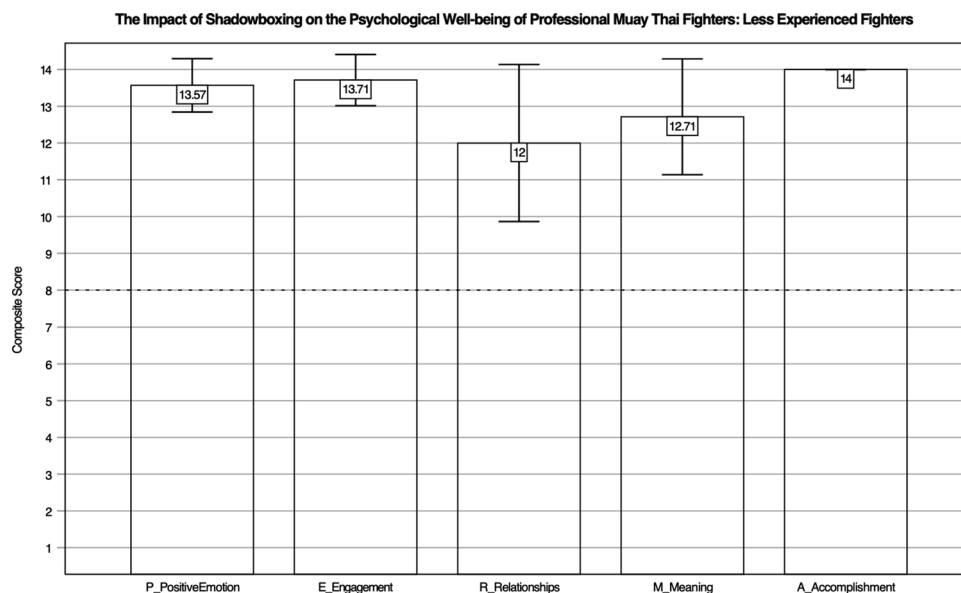 The Impact of Shadowboxing on the Psychological Well-being of Professional Muay Thai Fighters: Less Experienced Fighters
Composite Score
14
13
12
11
10
9
8
7
6
5
4
3
2
1
13.57
13.71
12
12.71
14
P_PositiveEmotion
E_Engagement
R_Relationships
M_Meaning
A_Accomplishment